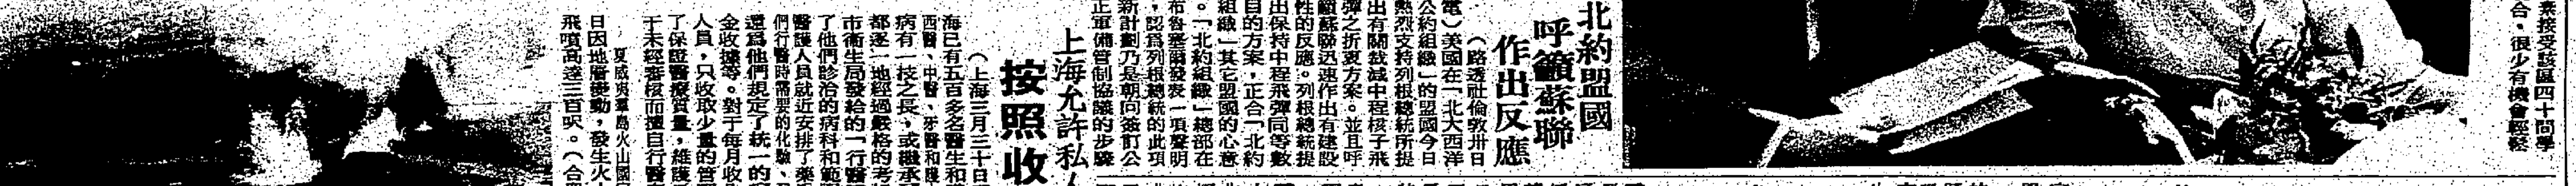 業接受該區四十間學
合，很少有機會輕鬆
北約盟國
呼籲蘇聯
作出反應
（路透社倫敦卅日
電）美國在「北大西洋
公約組織」的盟國今日
熱烈支持列根總統所提
出有關裁減中程核子飛
彈之折衷方案。並且呼
籲蘇聯迅速作出有建設
性的反應。列根總統提
出保持中程飛彈同等數
目的方案，正合「北約
組織」其它盟國的心意
。「北約組織」總部在
布魯塞爾發表一項聲明
，認爲列根總統的此項
新計劃乃是朝向簽訂公
正軍備管制協議的步驟
上海允許私人
按照收
（上海三月三十日
海已有五百多名醫生和
西醫、中醫、牙醫和護
病有一技之長，或繼承
都逐一地經過嚴格的考
市衛生局發給的「行醫
了他們診治的病科和範
醫護人員就近安排了藥
們行醫時需要的化驗、
還爲他們規定了統一的
金收據等。對于每月收
人員，只收取少量的管
了保證醫療質量，維護
于未經審核而擅自行醫
夏威夷羣島火山國
日因地層變動，發生火
飛噴高達三百呎。（合